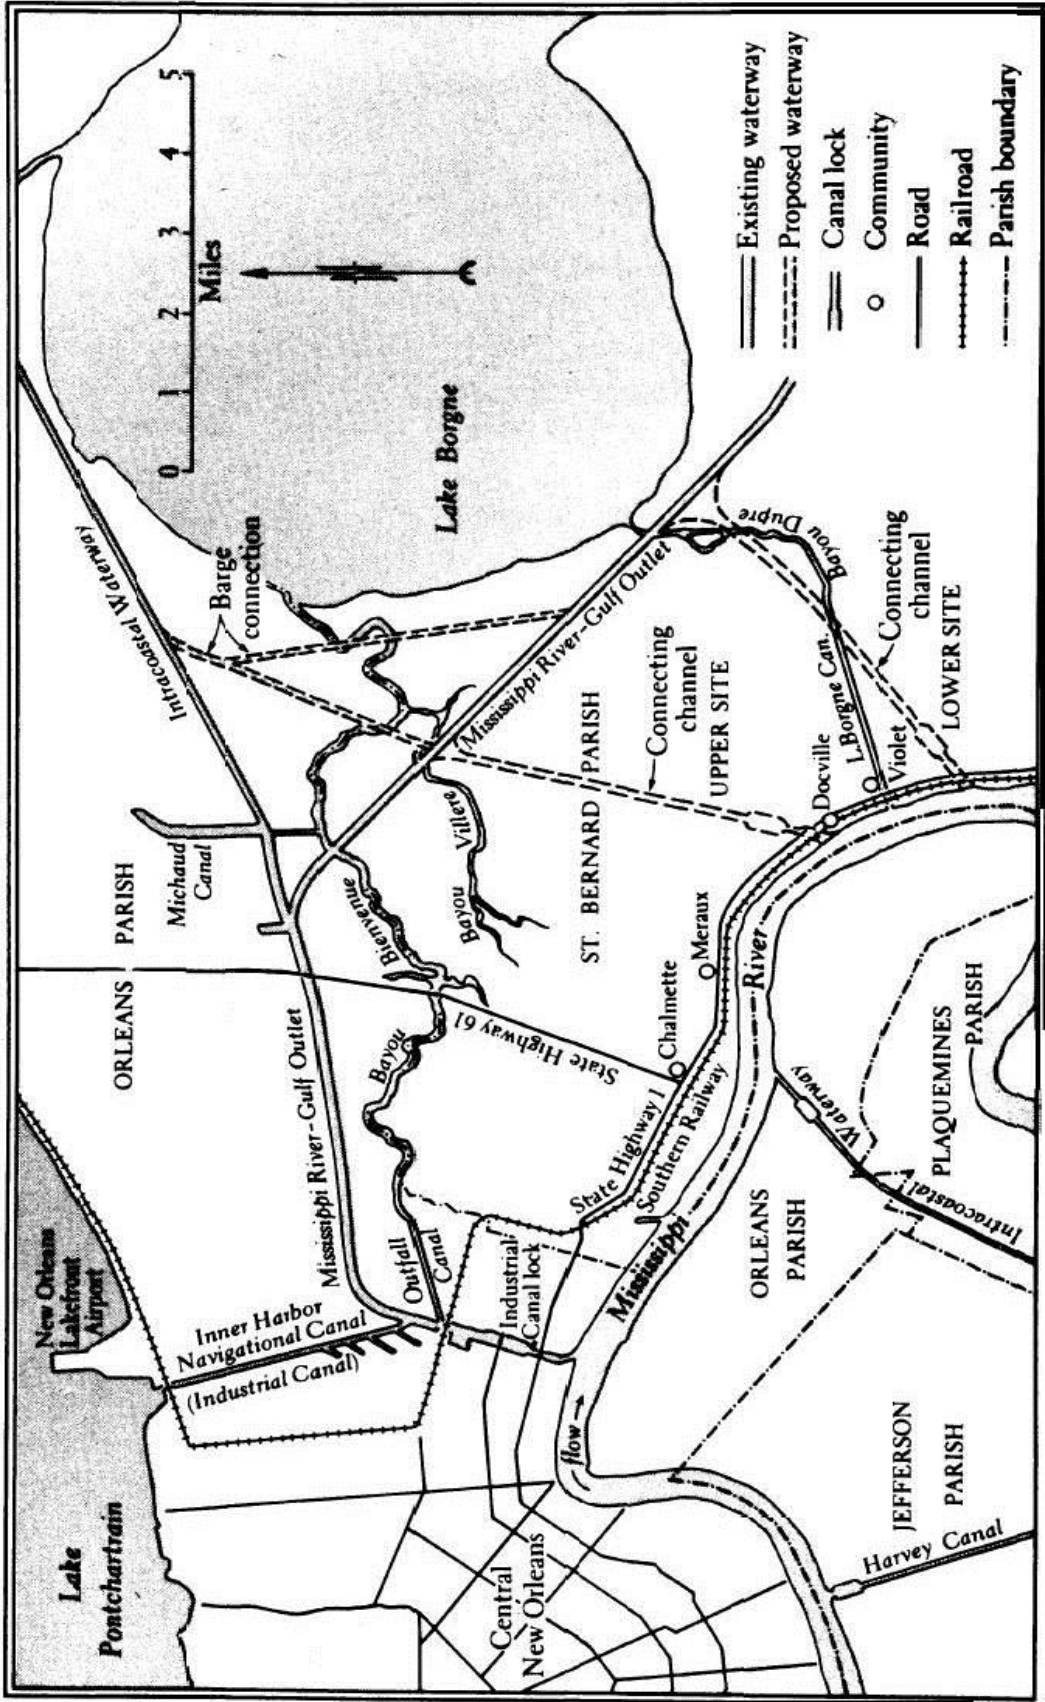 Lake
Pontchartrain
New Orleans
Lakefront
Airport
Inner Harbor
Navigational Canal
(Industrial Canal)
Mississippi River-Gulf Outlet
Outfall
Canal
Industrial
Canal lock
Central
New Orleans
flow
Mississippi
River
ORLEANS PARISH
Michaud
Canal
Intracoastal Waterway
Barge
connection
Miles
0 1 2 3 4 5
Lake Borgne
Bayou
Bienvenue
Bayou Villere
State Highway 61
Mississippi River-Gulf Outlet
ST. BERNARD PARISH
Connecting
channel
UPPER SITE
State Highway 1
Southern Railway
Chalmette
Meraux
Docville
Violet
L. Borgne Can.
Bayou Dupre
Connecting
channel
LOWER SITE
ORLEANS
PARISH
Intracoastal
Waterway
PLAQUEMINES
PARISH
JEFFERSON
PARISH
Harvey Canal
Existing waterway
Proposed waterway
Canal lock
Community
Road
Railroad
Parish boundary